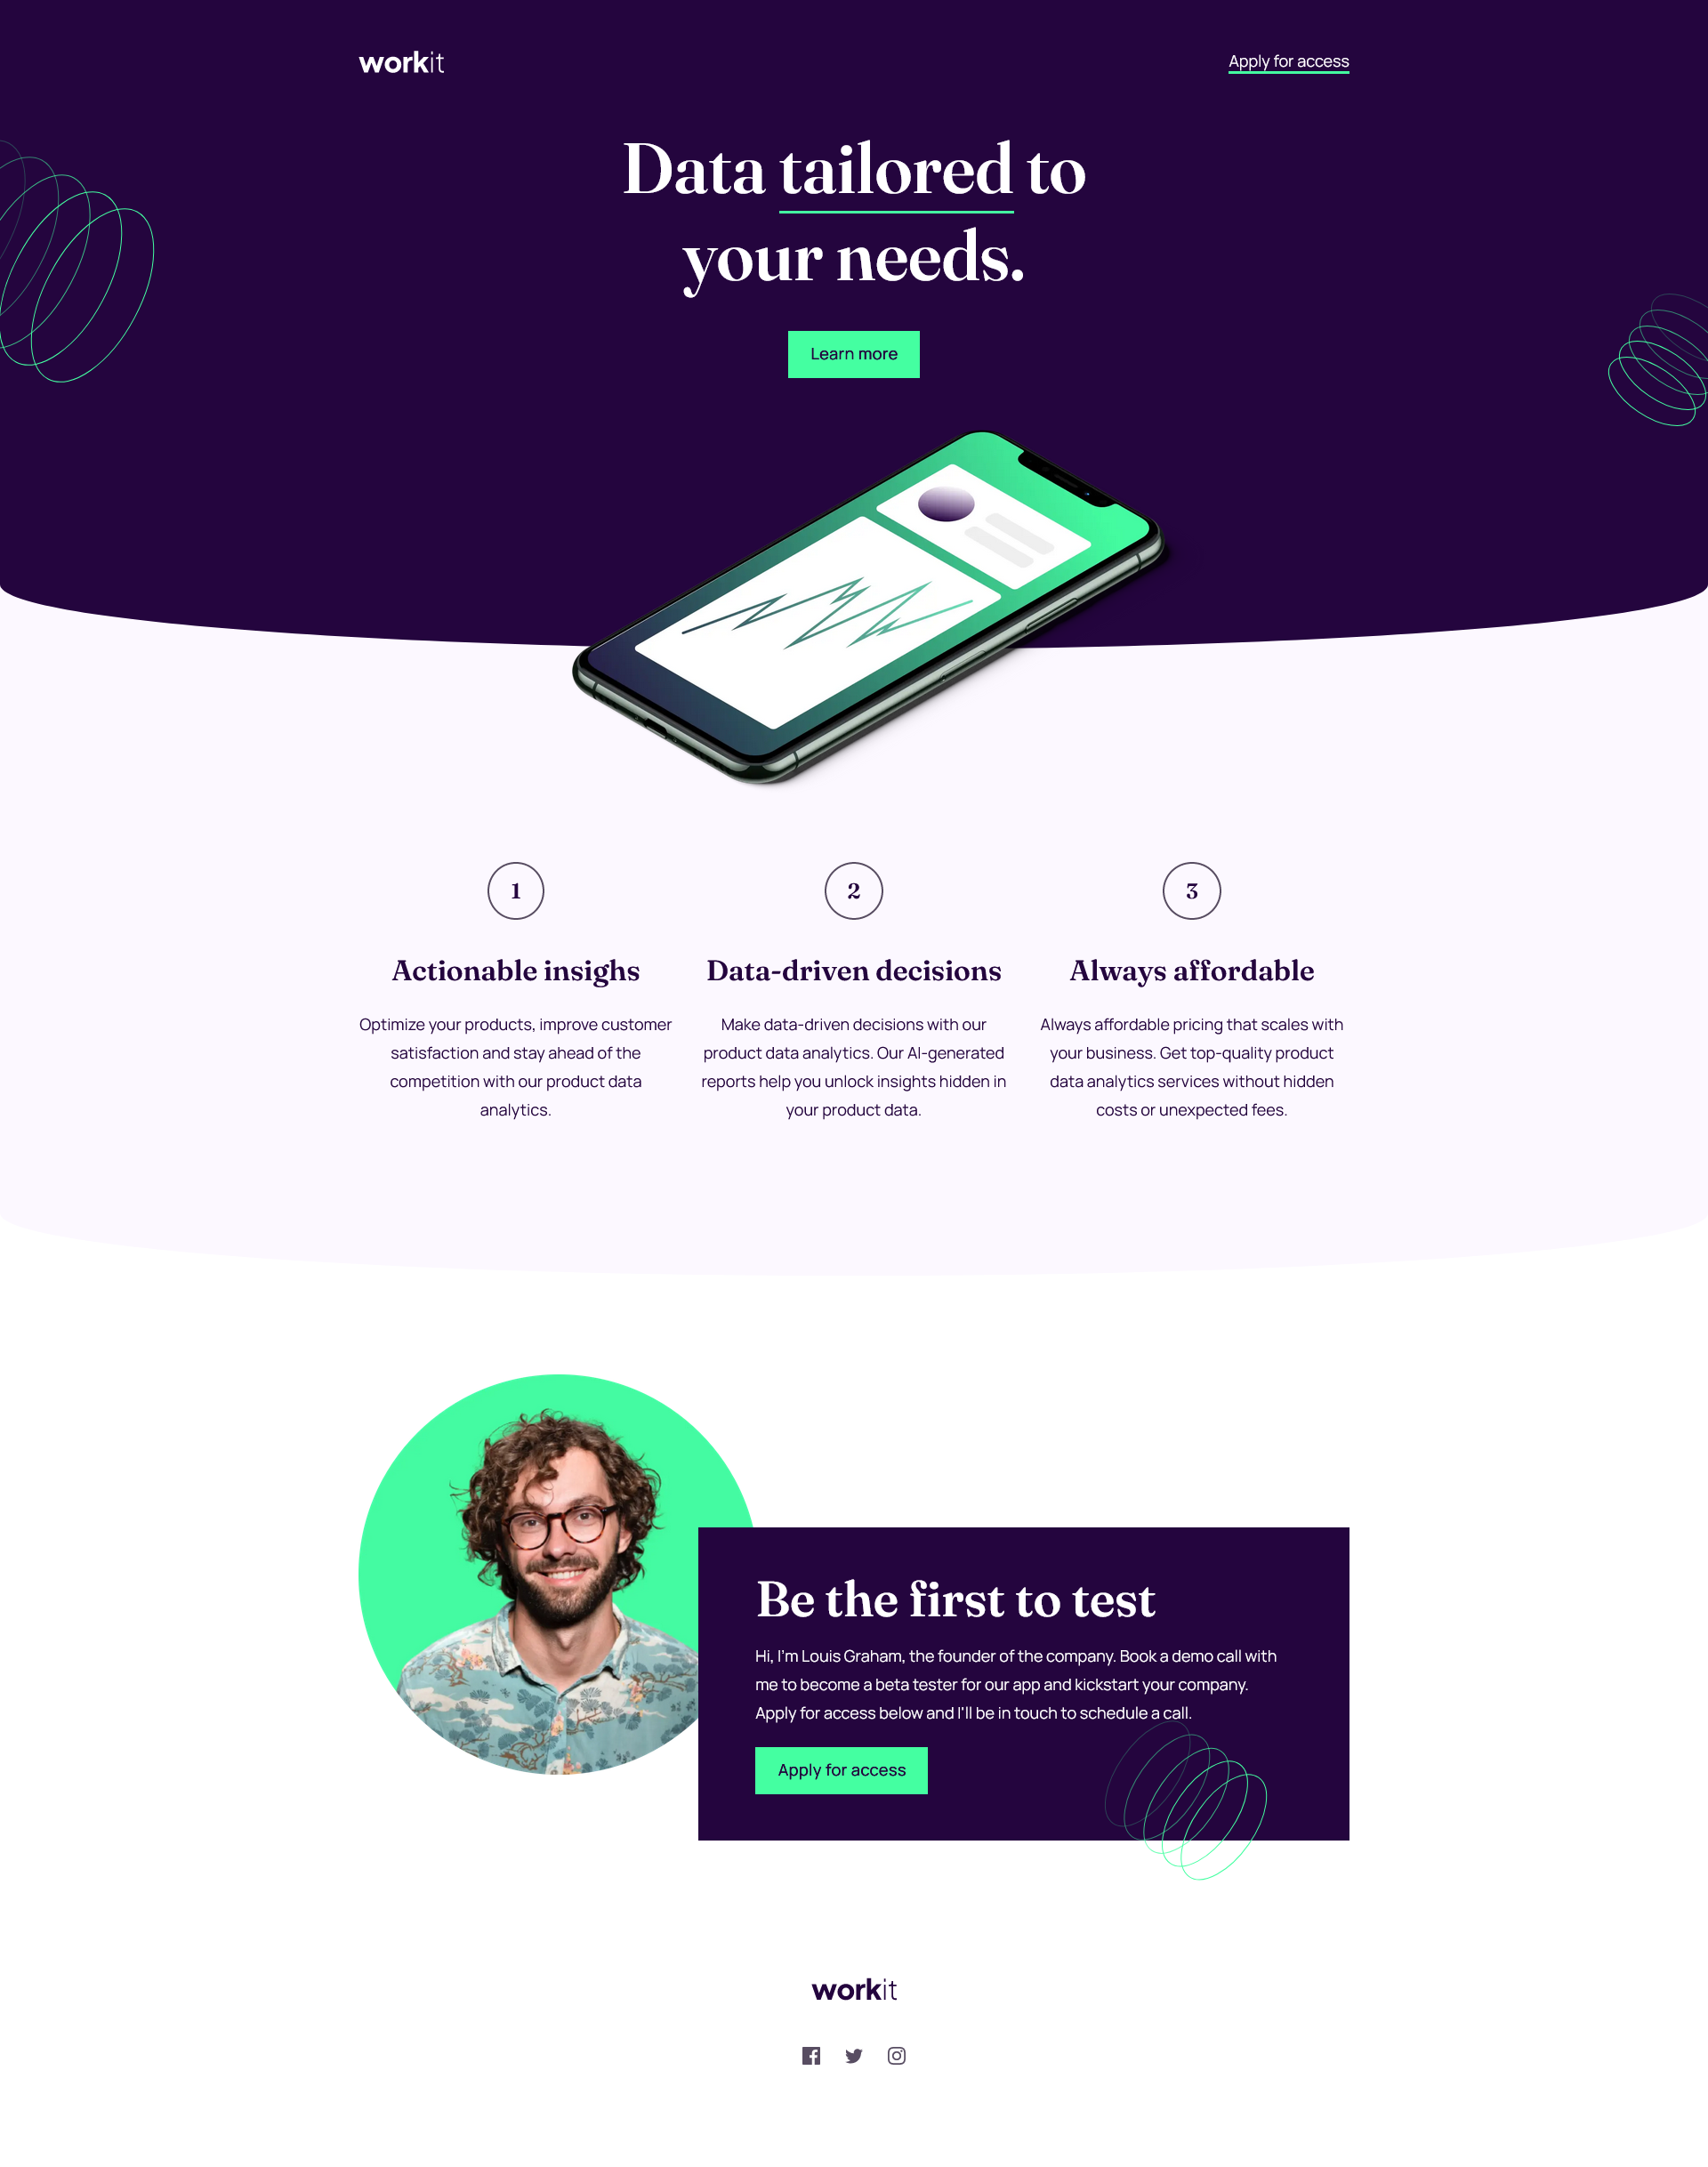 workit
Apply for access
Data tailored to
your needs.
Learn more
1
Actionable insighs
Optimize your products, improve customer
satisfaction and stay ahead of the
competition with our product data
analytics.
2
Data-driven decisions
Make data-driven decisions with our
product data analytics. Our AI-generated
reports help you unlock insights hidden in
your product data.
3
Always affordable
Always affordable pricing that scales with
your business. Get top-quality product
data analytics services without hidden
costs or unexpected fees.
Be the first to test
Hi, I'm Louis Graham, the founder of the company. Book a demo call with
me to become a beta tester for our app and kickstart your company.
Apply for access below and I'll be in touch to schedule a call.
Apply for access
workit